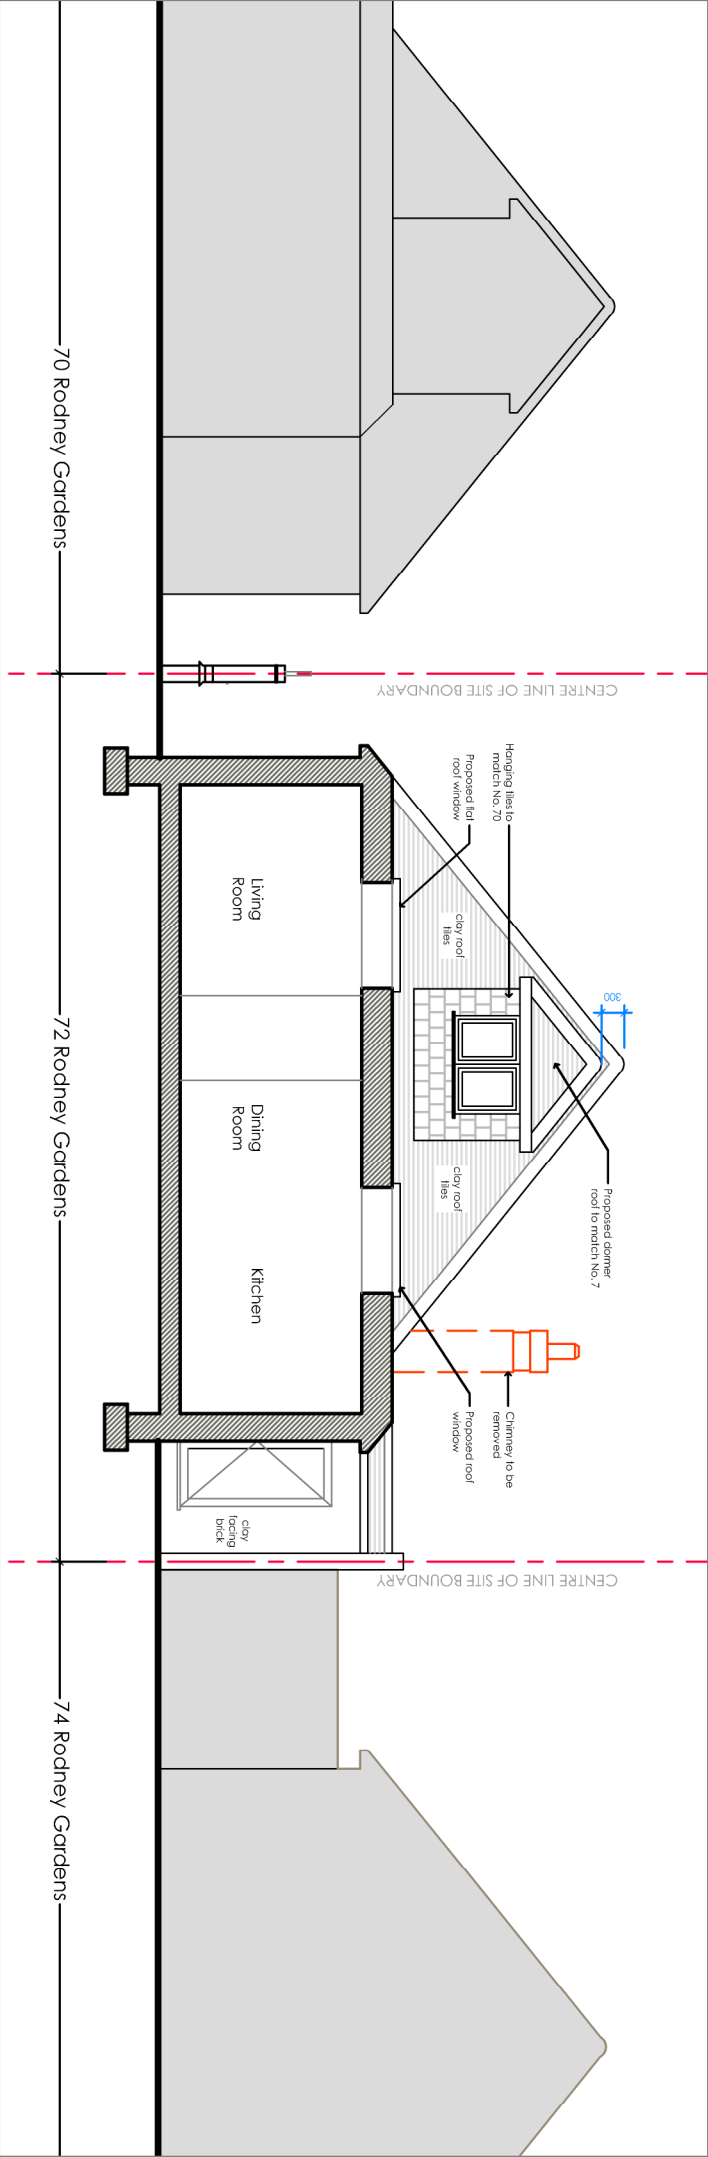 CENTRE LINE OF SITE BOUNDARY
CENTRE LINE OF SITE BOUNDARY
300
Proposed dormer
roof to match No. 7
Hanging tiles to
match No. 70
Proposed flat
roof window
clay roof
tiles
clay roof
tiles
Chimney to be
removed
Proposed roof
window
Living
Room
Dining
Room
Kitchen
clay
facing
brick
70 Rodney Gardens
72 Rodney Gardens
74 Rodney Gardens